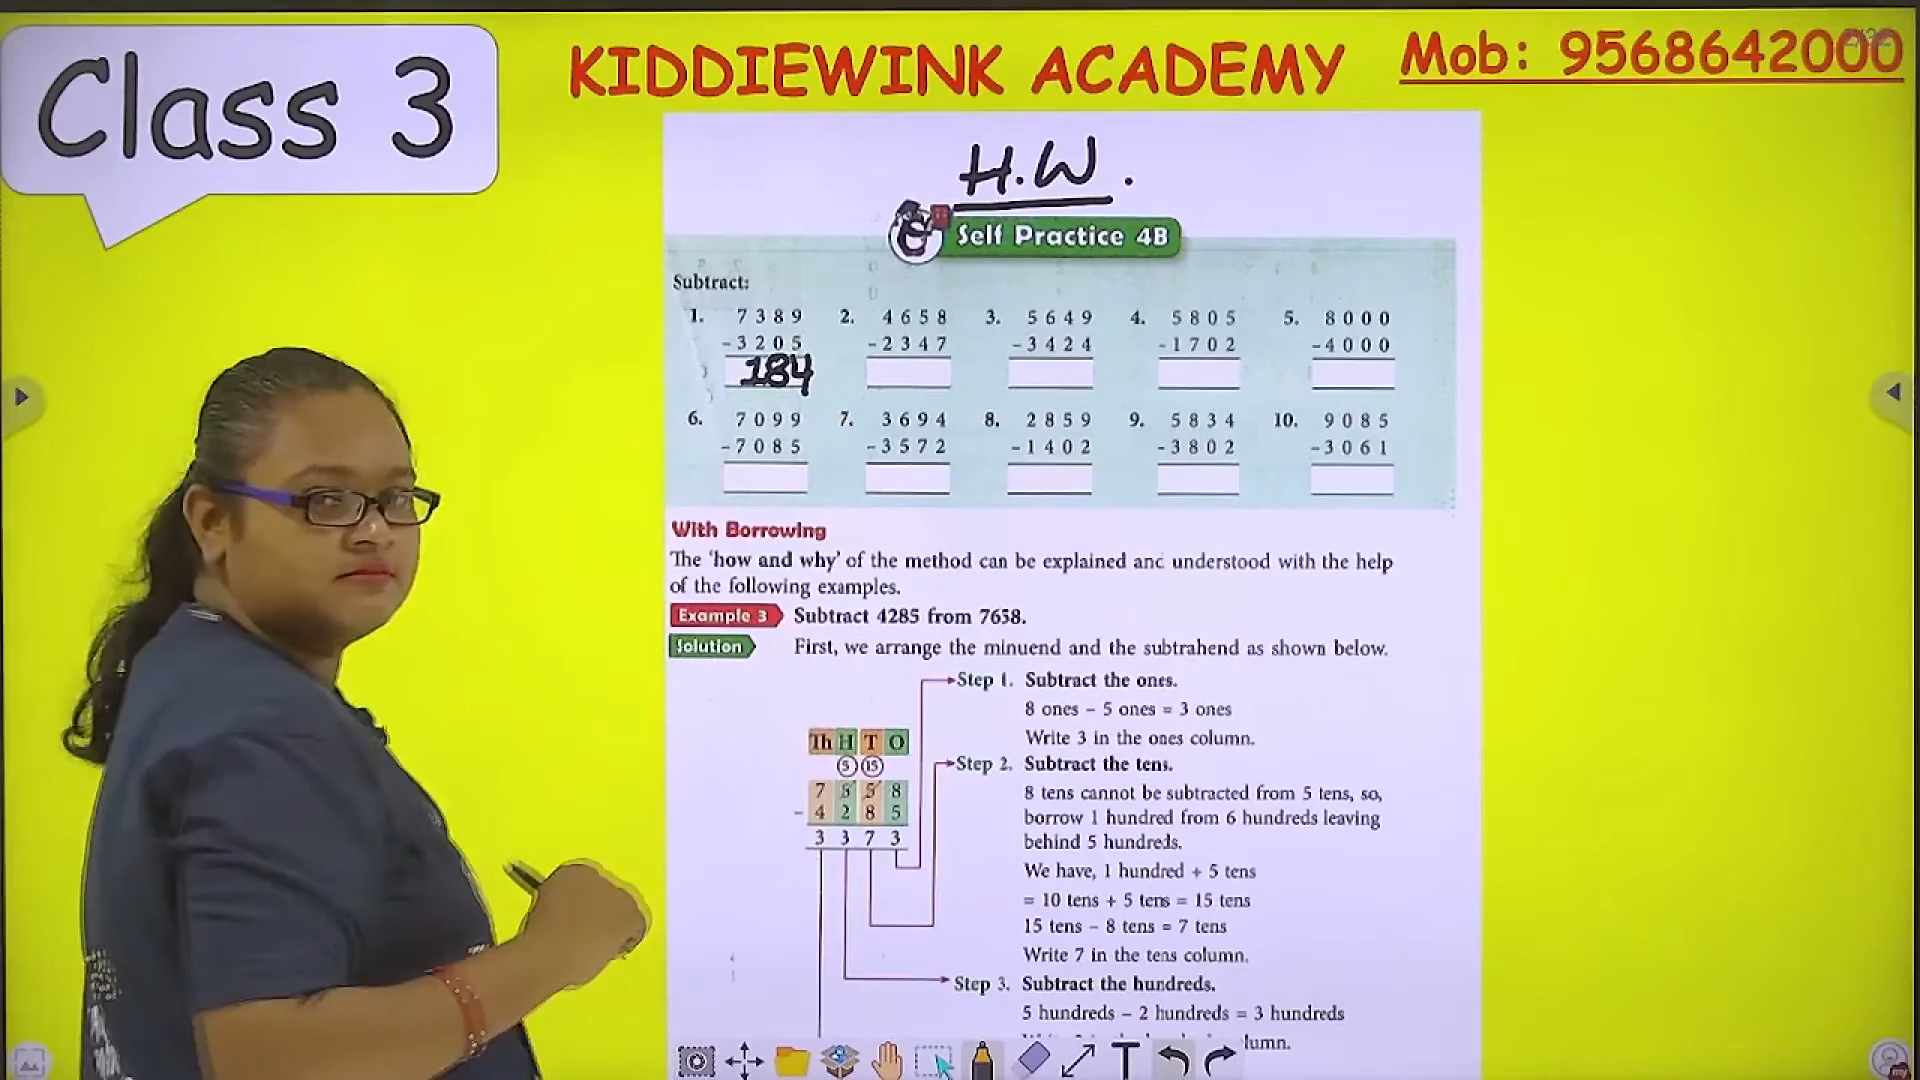 Class 3
KIDDIEWINK ACADEMY
Mob: 9568642000
H.W.
Self Practice 4B
Subtract:
1. 7389 2. 4658 3. 5649 4. 5805 5. 8000
-3205 -2347 -3424 -1702 -4000
184
6. 7099 7. 3694 8. 2859 9. 5834 10. 9085
-7085 -3572 -1402 -3802 -3061
With Borrowing
The 'how and why' of the method can be explained and understood with the help
of the following examples.
Example 3 Subtract 4285 from 7658.
Solution First, we arrange the minuend and the subtrahend as shown below.
Step 1. Subtract the ones.
8 ones – 5 ones = 3 ones
Write 3 in the ones column.
Th H T O
5 15
7 6 5 8
- 4 2 8 5
3 3 7 3
Step 2. Subtract the tens.
8 tens cannot be subtracted from 5 tens, so,
borrow 1 hundred from 6 hundreds leaving
behind 5 hundreds.
We have, 1 hundred + 5 tens
= 10 tens + 5 tens = 15 tens
15 tens – 8 tens = 7 tens
Write 7 in the tens column.
Step 3. Subtract the hundreds.
5 hundreds – 2 hundreds = 3 hundreds